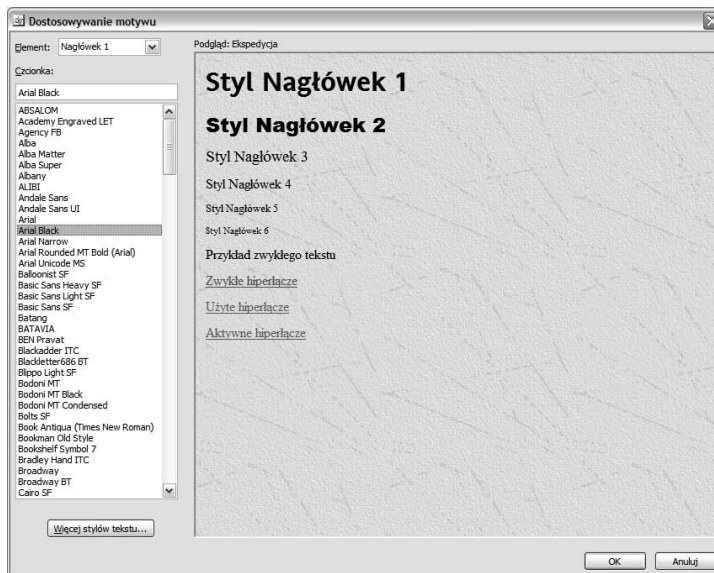 Dostosowywanie motywu
Element:
Nagłówek 1
Czcionka:
Arial Black
ABSALOM
Academy Engraved LET
Agency FB
Alba
Alba Matter
Alba Super
Albany
ALIBI
Andale Sans
Andale Sans UI
Arial
Arial Black
Arial Narrow
Arial Rounded MT Bold (Arial)
Arial Unicode MS
Balloonist SF
Basic Sans Heavy SF
Basic Sans Light SF
Basic Sans SF
Batang
BATAVIA
BEN Pravat
Blackadder ITC
Blackletter686 BT
Blippo Light SF
Bodoni MT
Bodoni MT Black
Bodoni MT Condensed
Bolts SF
Book Antiqua (Times New Roman)
Bookman Old Style
Bookshelf Symbol 7
Bradley Hand ITC
Broadway
Broadway BT
Cairo SF
Więcej stylów tekstu...
Podgląd: Ekspedycja
Styl Nagłówek 1
Styl Nagłówek 2
Styl Nagłówek 3
Styl Nagłówek 4
Styl Nagłówek 5
Styl Nagłówek 6
Przykład zwykłego tekstu
Zwykłe hiperłącze
Użyte hiperłącze
Aktywne hiperłącze
OK
Anuluj